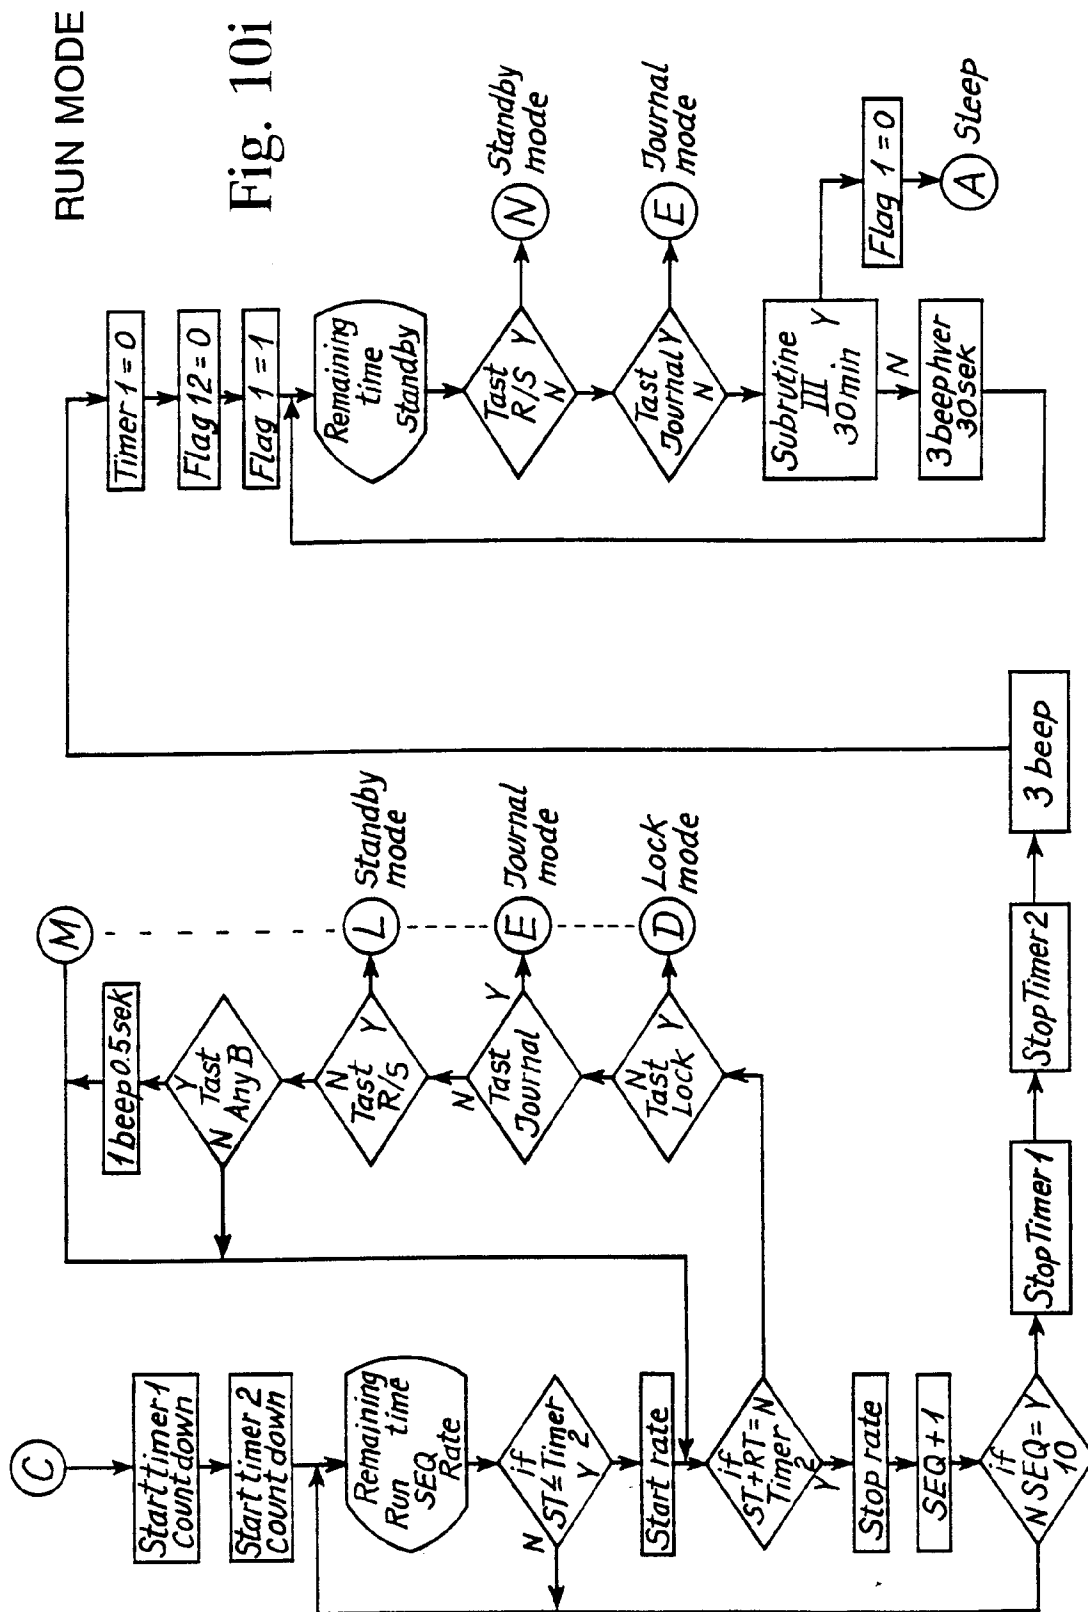 RUN MODE
Fig. 10i
C
Start timer 1
Count down
Start timer 2
Count down
Remaining
Run time
SEQ
Rate
if
ST ≤ Timer
2
Y
N
Start rate
if
ST+RT=
Timer
2
N
Y
Stop rate
SEQ+1
if
SEQ=
10
N
Y
M
1 beep 0.5 sek
Tast
Any B
Y
N
Tast
R/S
N
Y
L
Standby
mode
Tast
Journal
N
Y
E
Journal
mode
Tast
Lock
N
Y
D
Lock
mode
Stop Timer 1
Stop Timer 2
3 beep
Timer 1 = 0
Flag 12 = 0
Flag 1 = 1
Remaining
time
Standby
Tast
R/S
Y
N
N
Standby
mode
Tast
Journal
Y
N
E
Journal
mode
Subrutine
III
30 min
Y
N
Flag 1 = 0
A
Sleep
3 beep hver
30 sek